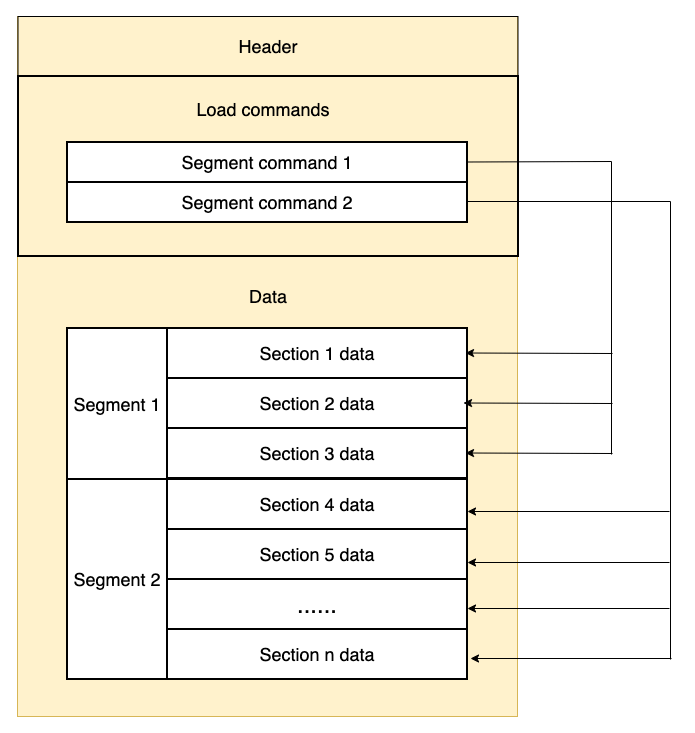 Header
Load commands
Segment command 1
Segment command 2
Data
Segment 1
Section 1 data
Section 2 data
Section 3 data
Segment 2
Section 4 data
Section 5 data
......
Section n data